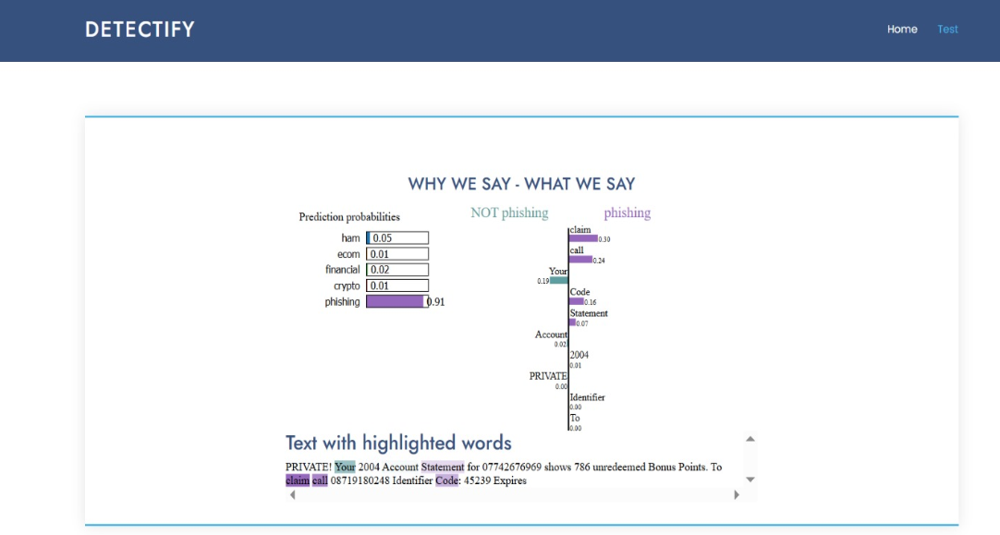 DETECTIFY
Home Test
WHY WE SAY - WHAT WE SAY
Prediction probabilities
ham 0.05
ecom 0.01
financial 0.02
crypto 0.01
phishing 0.91
NOT phishing phishing
claim
0.30
call
0.24
Your
0.19
Code
0.16
Statement
0.07
Account
0.02
2004
0.01
PRIVATE
0.00
Identifier
0.00
To
0.00
Text with highlighted words
PRIVATE! Your 2004 Account Statement for 07742676969 shows 786 unredeemed Bonus Points. To
claim call 08719180248 Identifier Code: 45239 Expires